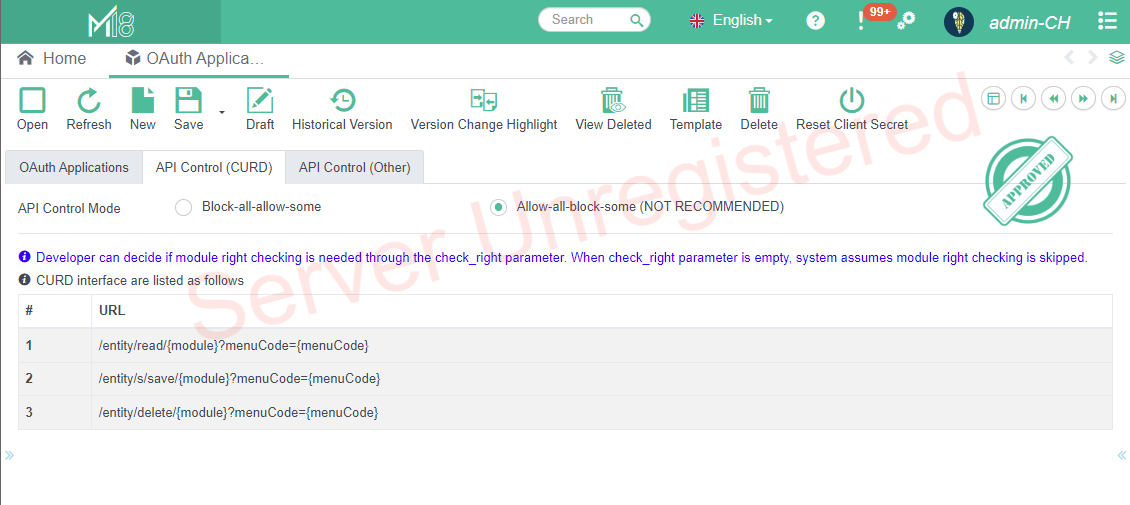 M18
Search
English
99+
admin-CH
Home
OAuth Applica...
Open
Refresh
New
Save
Draft
Historical Version
Version Change Highlight
View Deleted
Template
Delete
Reset Client Secret
OAuth Applications
API Control (CURD)
API Control (Other)
APPROVED
API Control Mode
Block-all-allow-some
Allow-all-block-some (NOT RECOMMENDED)
Server Unregistered
Developer can decide if module right checking is needed through the check_right parameter. When check_right parameter is empty, system assumes module right checking is skipped.
CURD interface are listed as follows
# URL
1 /entity/read/{module}?menuCode={menuCode}
2 /entity/s/save/{module}?menuCode={menuCode}
3 /entity/delete/{module}?menuCode={menuCode}